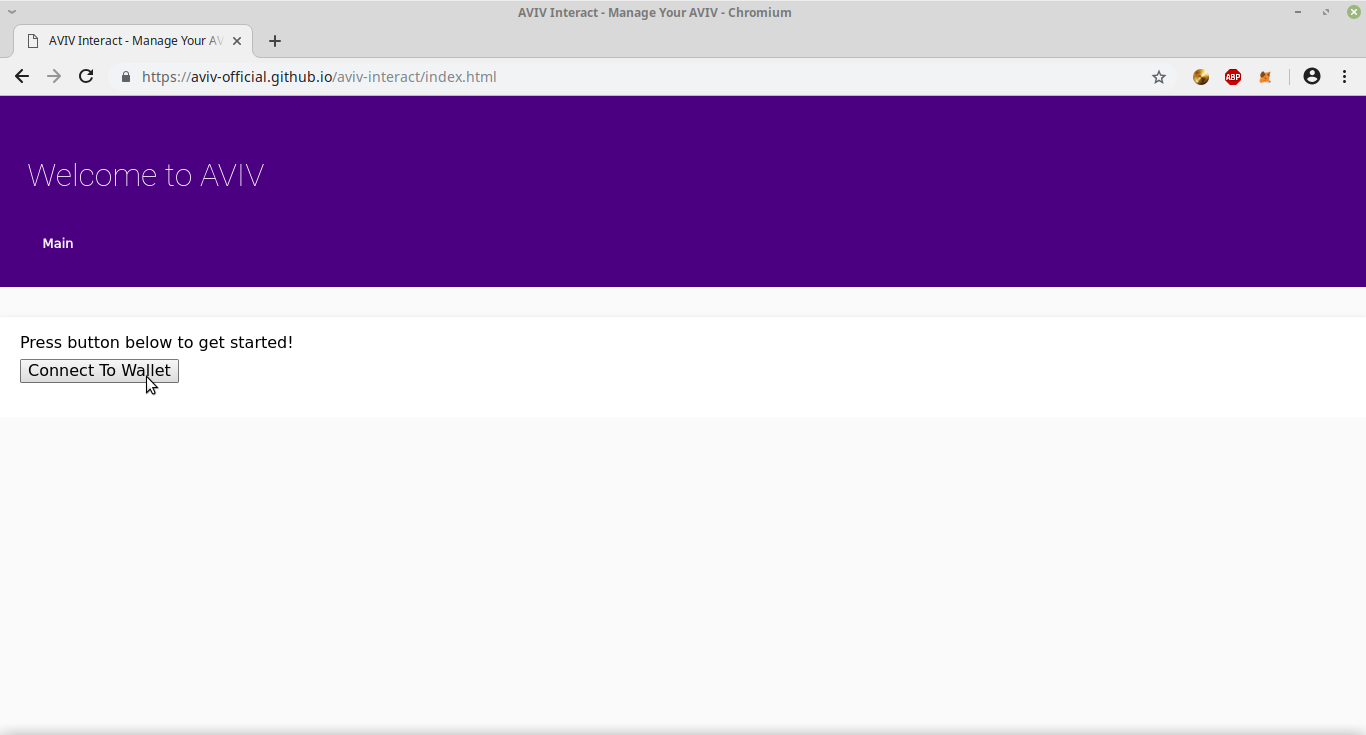 AVIV Interact - Manage Your AVIV - Chromium
AVIV Interact - Manage Your AV
https://aviv-official.github.io/aviv-interact/index.html
ABP
Welcome to AVIV
Main
Press button below to get started!
Connect To Wallet